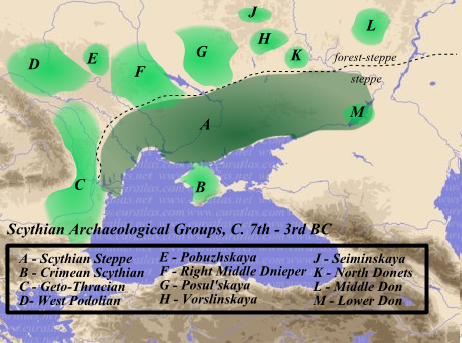 J
L
H
G
K
E
D
F
forest-steppe
steppe
M
A
C
B
Scythian Archaeological Groups, C. 7th - 3rd BC
A - Scythian Steppe
B - Crimean Scythian
C - Geto-Thracian
D- West Podolian
E - Pobuzhskaya
F - Right Middle Dnieper
G - Posul'skaya
H - Vorslinskaya
J - Seiminskaya
K - North Donets
L - Middle Don
M - Lower Don